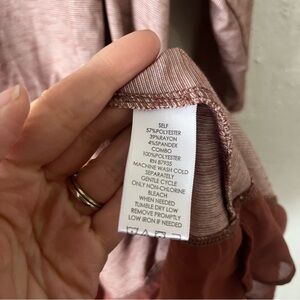 SELF
57%POLYESTER
39%RAYON
4%SPANDEX
COMBO
100%POLYESTER
RN 87935
MACHINE WASH COLD
SEPARATELY
GENTLE CYCLE
ONLY NON-CHLORINE
BLEACH
WHEN NEEDED
TUMBLE DRY LOW
REMOVE PROMPTLY
LOW IRON IF NEEDED